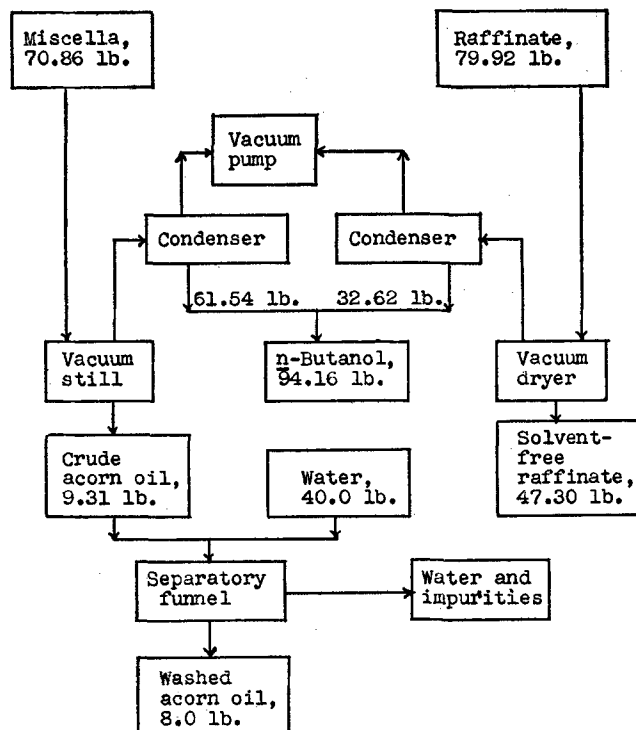 Miscella,
70.86 lb.
Raffinate,
79.92 lb.
Vacuum
pump
Condenser
Condenser
61.54 lb.
32.62 lb.
Vacuum
still
n-Butanol,
94.16 lb.
Vacuum
dryer
Crude
acorn oil,
9.31 lb.
Water,
40.0 lb.
Solvent-
free
raffinate,
47.30 lb.
Separatory
funnel
Water and
impurities
Washed
acorn oil,
8.0 lb.